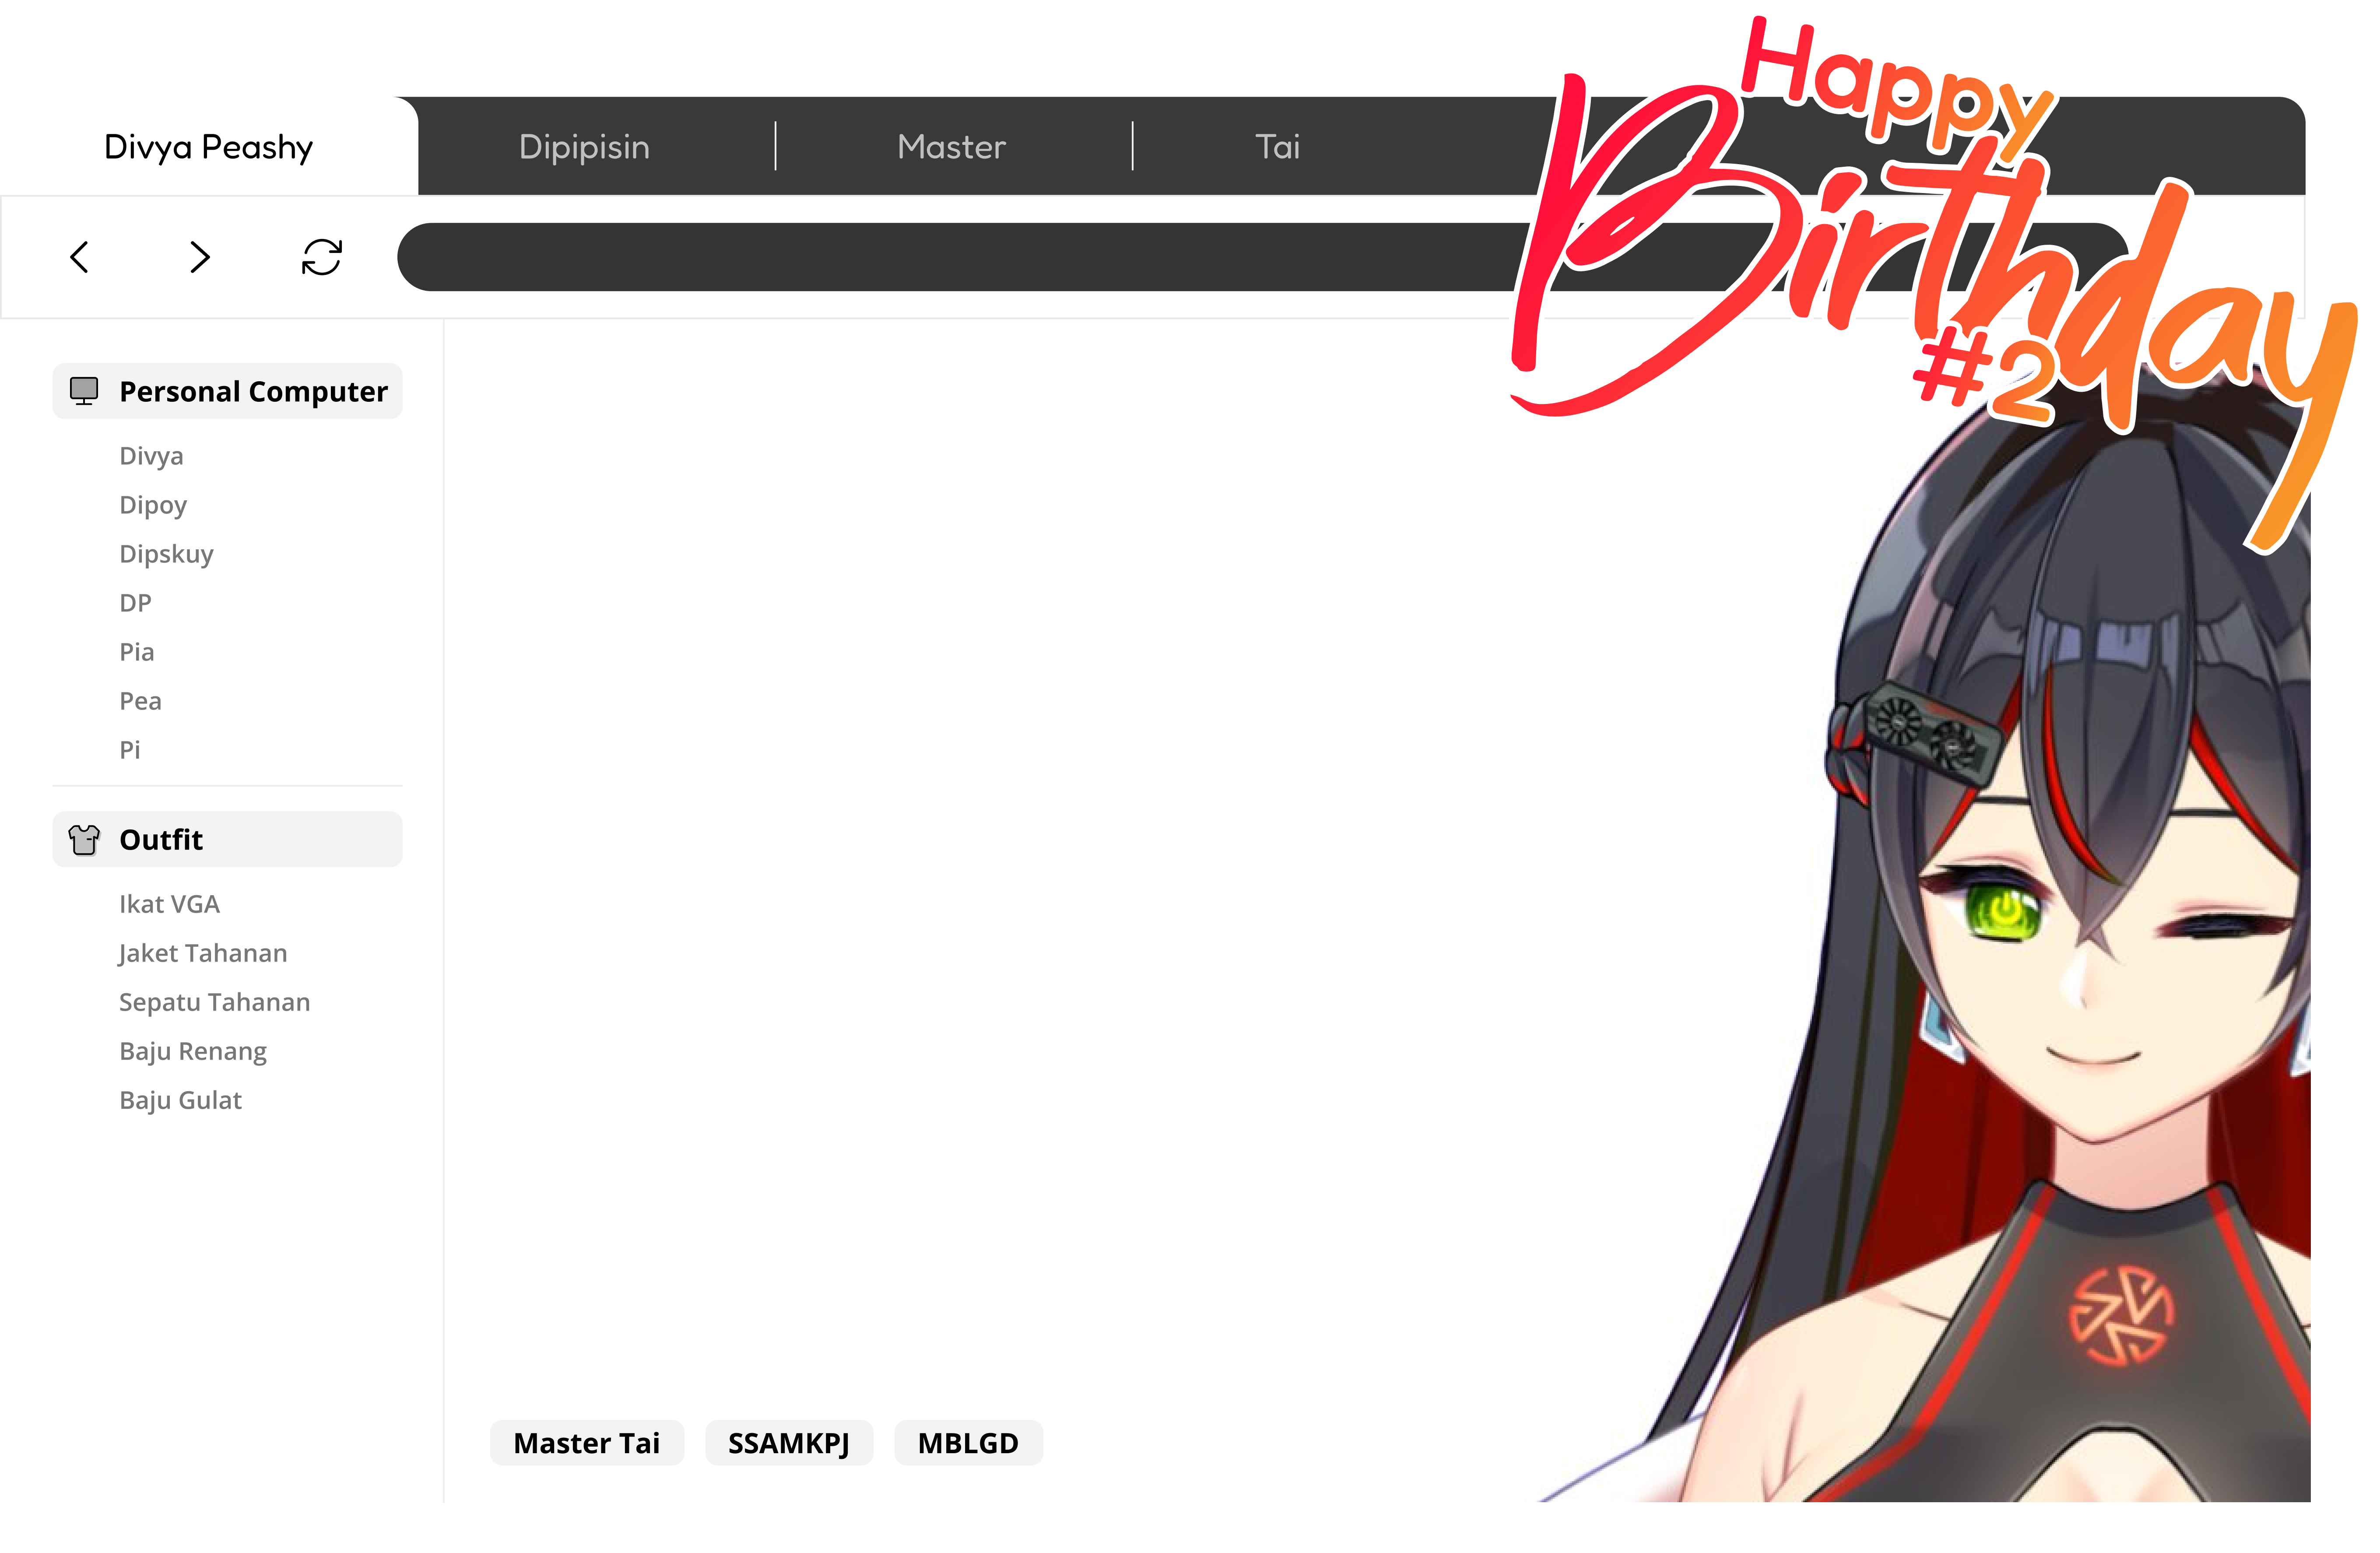 Happy
Birthday
#2
Divya Peashy
Dipipisin
Master
Tai
Personal Computer
Divya
Dipoy
Dipskuy
DP
Pia
Pea
Pi
Outfit
Ikat VGA
Jaket Tahanan
Sepatu Tahanan
Baju Renang
Baju Gulat
Master Tai
SSAMKPJ
MBLGD